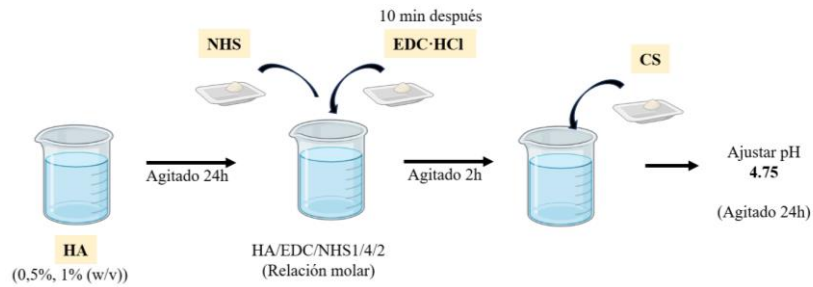 10 min después
NHS
EDC·HCl
CS
Agitado 24h
Agitado 2h
Ajustar pH
4.75
(Agitado 24h)
HA
(0,5%, 1% (w/v))
HA/EDC/NHS1/4/2
(Relación molar)